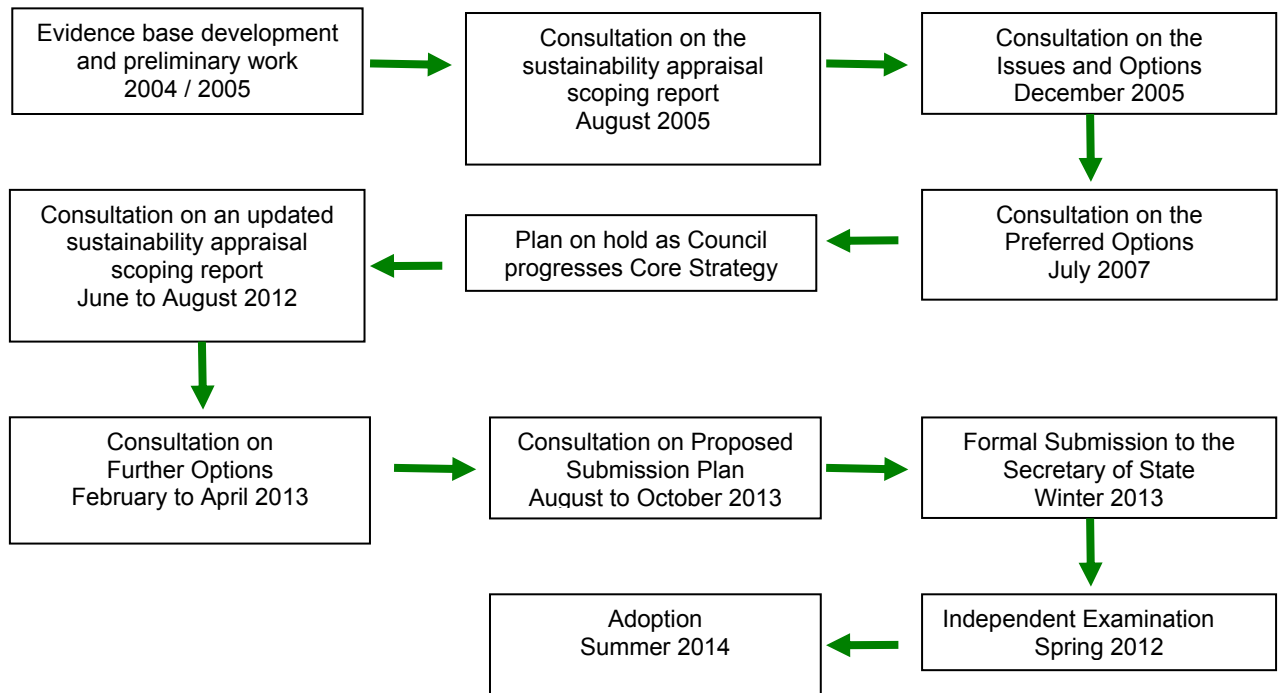 Evidence base development
and preliminary work
2004 / 2005
Consultation on the
sustainability appraisal
scoping report
August 2005
Consultation on the
Issues and Options
December 2005
Consultation on the
Preferred Options
July 2007
Plan on hold as Council
progresses Core Strategy
Consultation on an updated
sustainability appraisal
scoping report
June to August 2012
Consultation on
Further Options
February to April 2013
Consultation on Proposed
Submission Plan
August to October 2013
Formal Submission to the
Secretary of State
Winter 2013
Independent Examination
Spring 2012
Adoption
Summer 2014